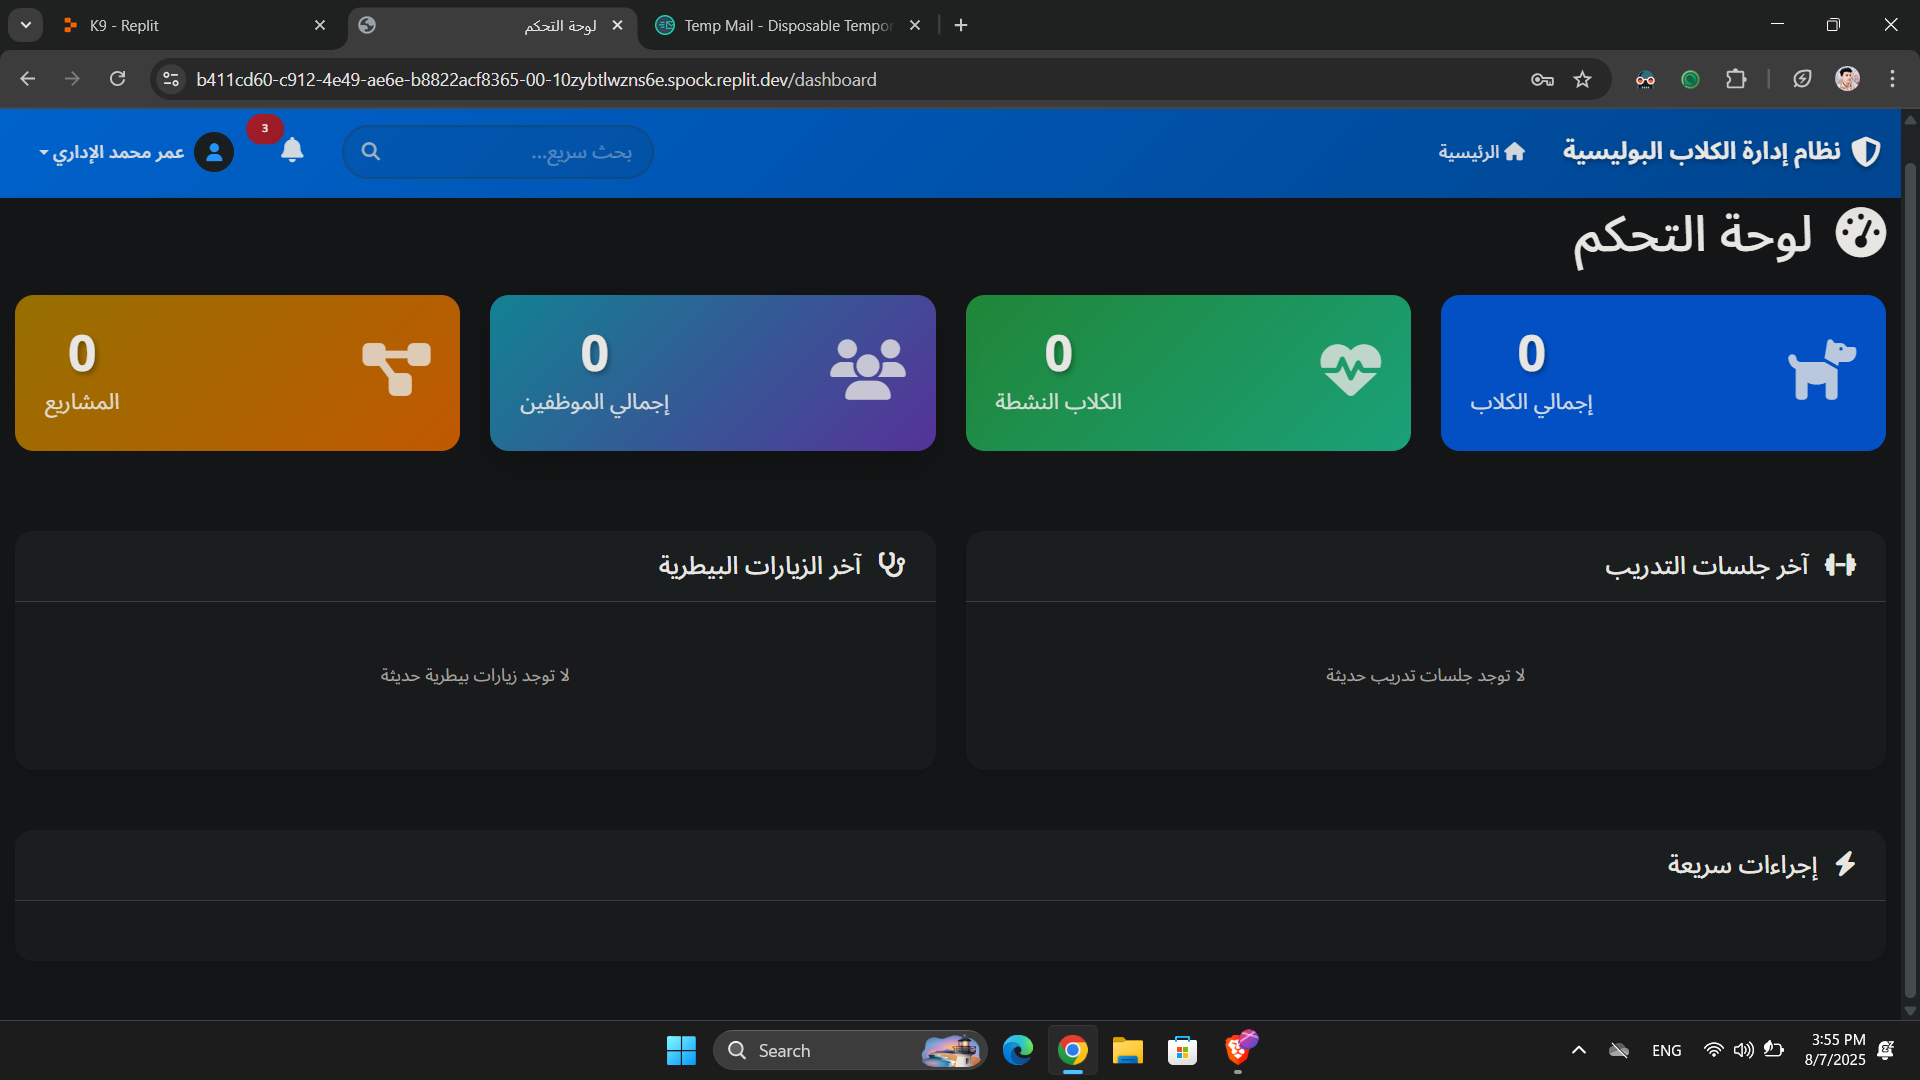 K9 - Replit
لوحة التحكم
Temp Mail - Disposable Tempor
b411cd60-c912-4e49-ae6e-b8822acf8365-00-10zybtlwzns6e.spock.replit.dev/dashboard
نظام إدارة الكلاب البوليسية
الرئيسية
بحث سريع...
3
عمر محمد الإداري
لوحة التحكم
0
إجمالي الكلاب
0
الكلاب النشطة
0
إجمالي الموظفين
0
المشاريع
آخر جلسات التدريب
لا توجد جلسات تدريب حديثة
آخر الزيارات البيطرية
لا توجد زيارات بيطرية حديثة
إجراءات سريعة
Search
ENG
3:55 PM
8/7/2025